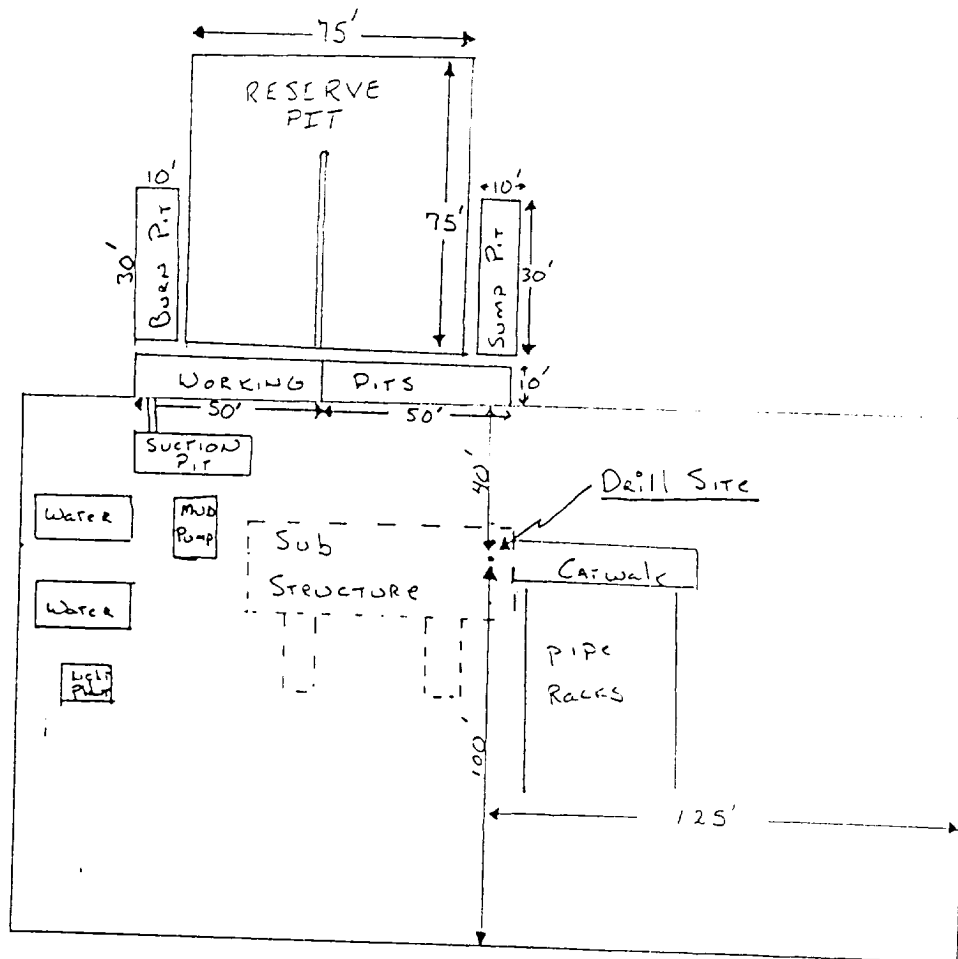 75'
RESERVE
PIT
10'
10'
30'
BURN PIT
75'
SUMP PIT
30'
WORKING PITS
10'
50'
50'
SUCTION
PIT
40'
Drill Site
Water
MUD
Pump
Sub
Structure
Catwalk
Water
pipe
Racks
100'
125'